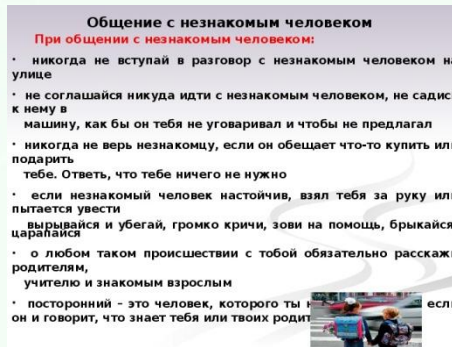 Общение с незнакомым человеком
При общении с незнакомым человеком:
· никогда не вступай в разговор с незнакомым человеком на
улице
· не соглашайся никуда идти с незнакомым человеком, не садись
к нему в
машину, как бы он тебя не уговаривал и чтобы не предлагал
· никогда не верь незнакомцу, если он обещает что-то купить или
подарить
тебе. Ответь, что тебе ничего не нужно
· если незнакомый человек настойчив, взял тебя за руку или
пытается увести
вырывайся и убегай, громко кричи, зови на помощь, брыкайся,
царапайся
· о любом таком происшествии с тобой обязательно расскажи
родителям,
учителю и знакомым взрослым
· посторонний – это человек, которого ты если
он и говорит, что знает тебя или твоих